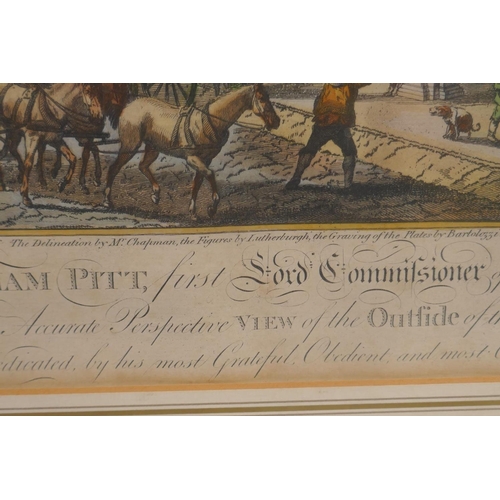 The Delineation by Mr. Chapman, the Figures by Lutherburgh, the Graving of the Plates by Bartolozzi
AM PITT, first Lord Commiſsioner
Accurate Perspective VIEW of the Outſide of t
edicated, by his most Grateful, Obedient, and most